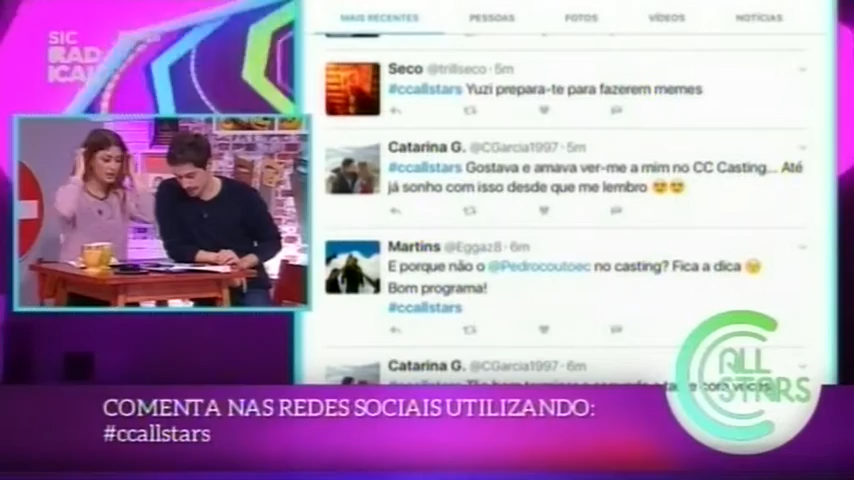 SIC
RAD
ICAL
MAIS RECENTES PESSOAS FOTOS VÍDEOS NOTÍCIAS
Seco @trillseco · 5m
#ccallstars Yuzi prepara-te para fazerem memes
Catarina G. @CGarcia1997 · 5m
#ccallstars Gostava e amava ver-me a mim no CC Casting... Até
já sonho com isso desde que me lembro 😍😍
Martins @Eggaz8 · 6m
E porque não o @Pedrocoutoec no casting? Fica a dica 😉
Bom programa!
#ccallstars
Catarina G. @CGarcia1997 · 6m
#ccallstars
ALL
STARS
COMENTA NAS REDES SOCIAIS UTILIZANDO:
#ccallstars